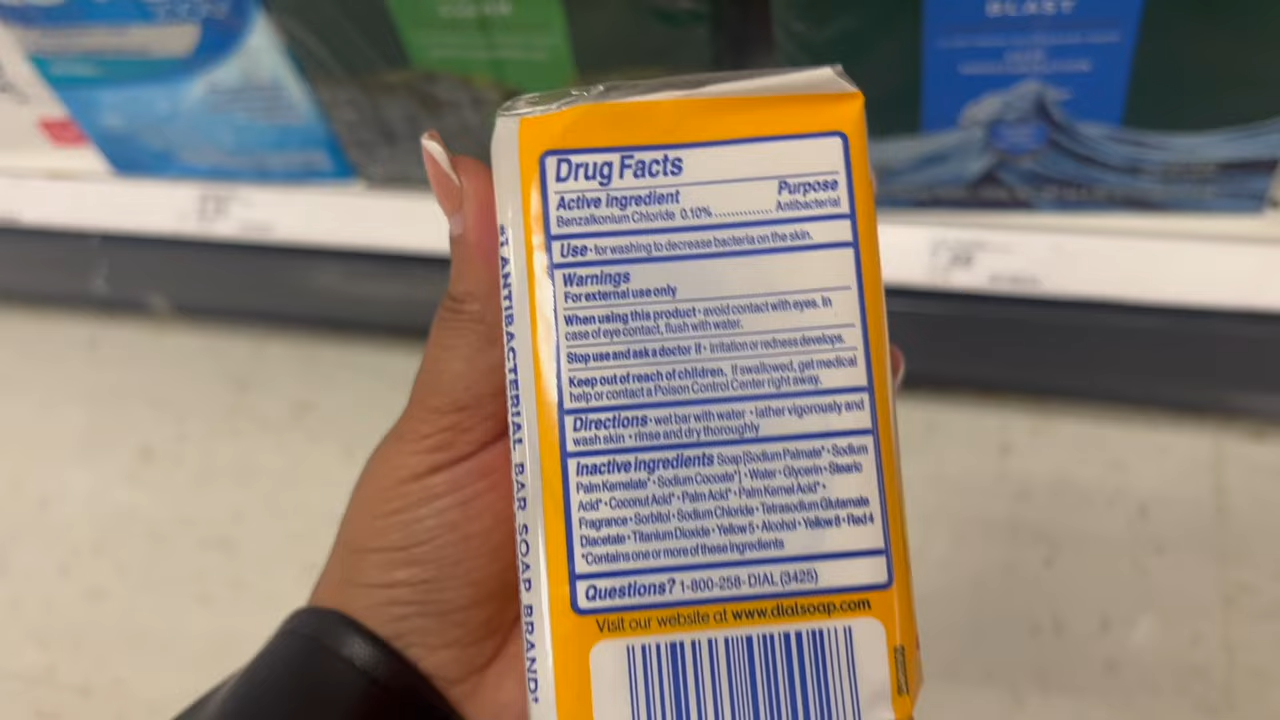 BLAST
Drug Facts
Active Ingredient Purpose
Benzalkonium Chloride 0.10% .............. Antibacterial
Use • for washing to decrease bacteria on the skin.
Warnings
For external use only
When using this product • avoid contact with eyes. In
case of eye contact, flush with water.
Stop use and ask a doctor if • irritation or redness develops.
Keep out of reach of children. If swallowed, get medical
help or contact a Poison Control Center right away.
Directions • wet bar with water • lather vigorously and
wash skin • rinse and dry thoroughly
Inactive Ingredients Soap [Sodium Palmate* • Sodium
Palm Kernelate* • Sodium Cocoate*] • Water • Glycerin • Stearic
Acid* • Coconut Acid* • Palm Acid* • Palm Kernel Acid* •
Fragrance • Sorbitol • Sodium Chloride • Tetrasodium Glutamate
Diacetate • Titanium Dioxide • Yellow 5 • Alcohol • Yellow 8 • Red 4
*Contains one or more of these ingredients
Questions? 1-800-258-DIAL (3425)
Visit our website at www.dialsoap.com
#1 ANTIBACTERIAL BAR SOAP BRAND†